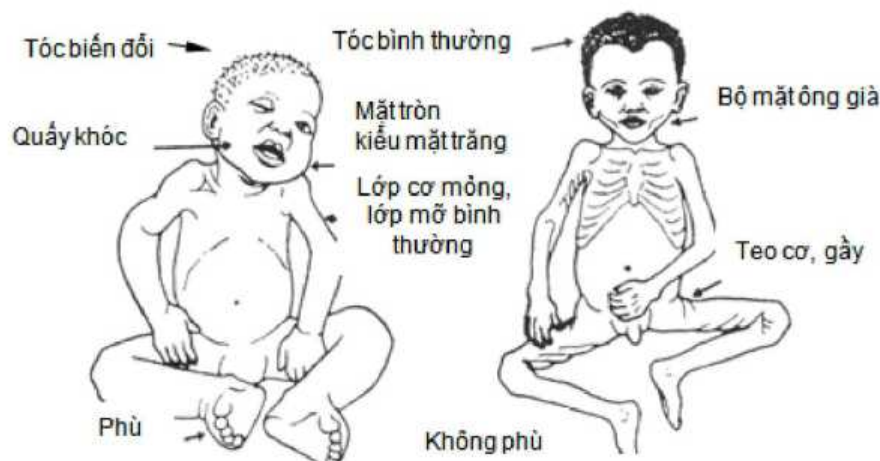 Tóc biến đổi
Quấy khóc
Mặt tròn
kiểu mặt trăng
Lớp cơ mỏng,
lớp mỡ bình
thường
Phù
Tóc bình thường
Bộ mặt ông già
Teo cơ, gầy
Không phù